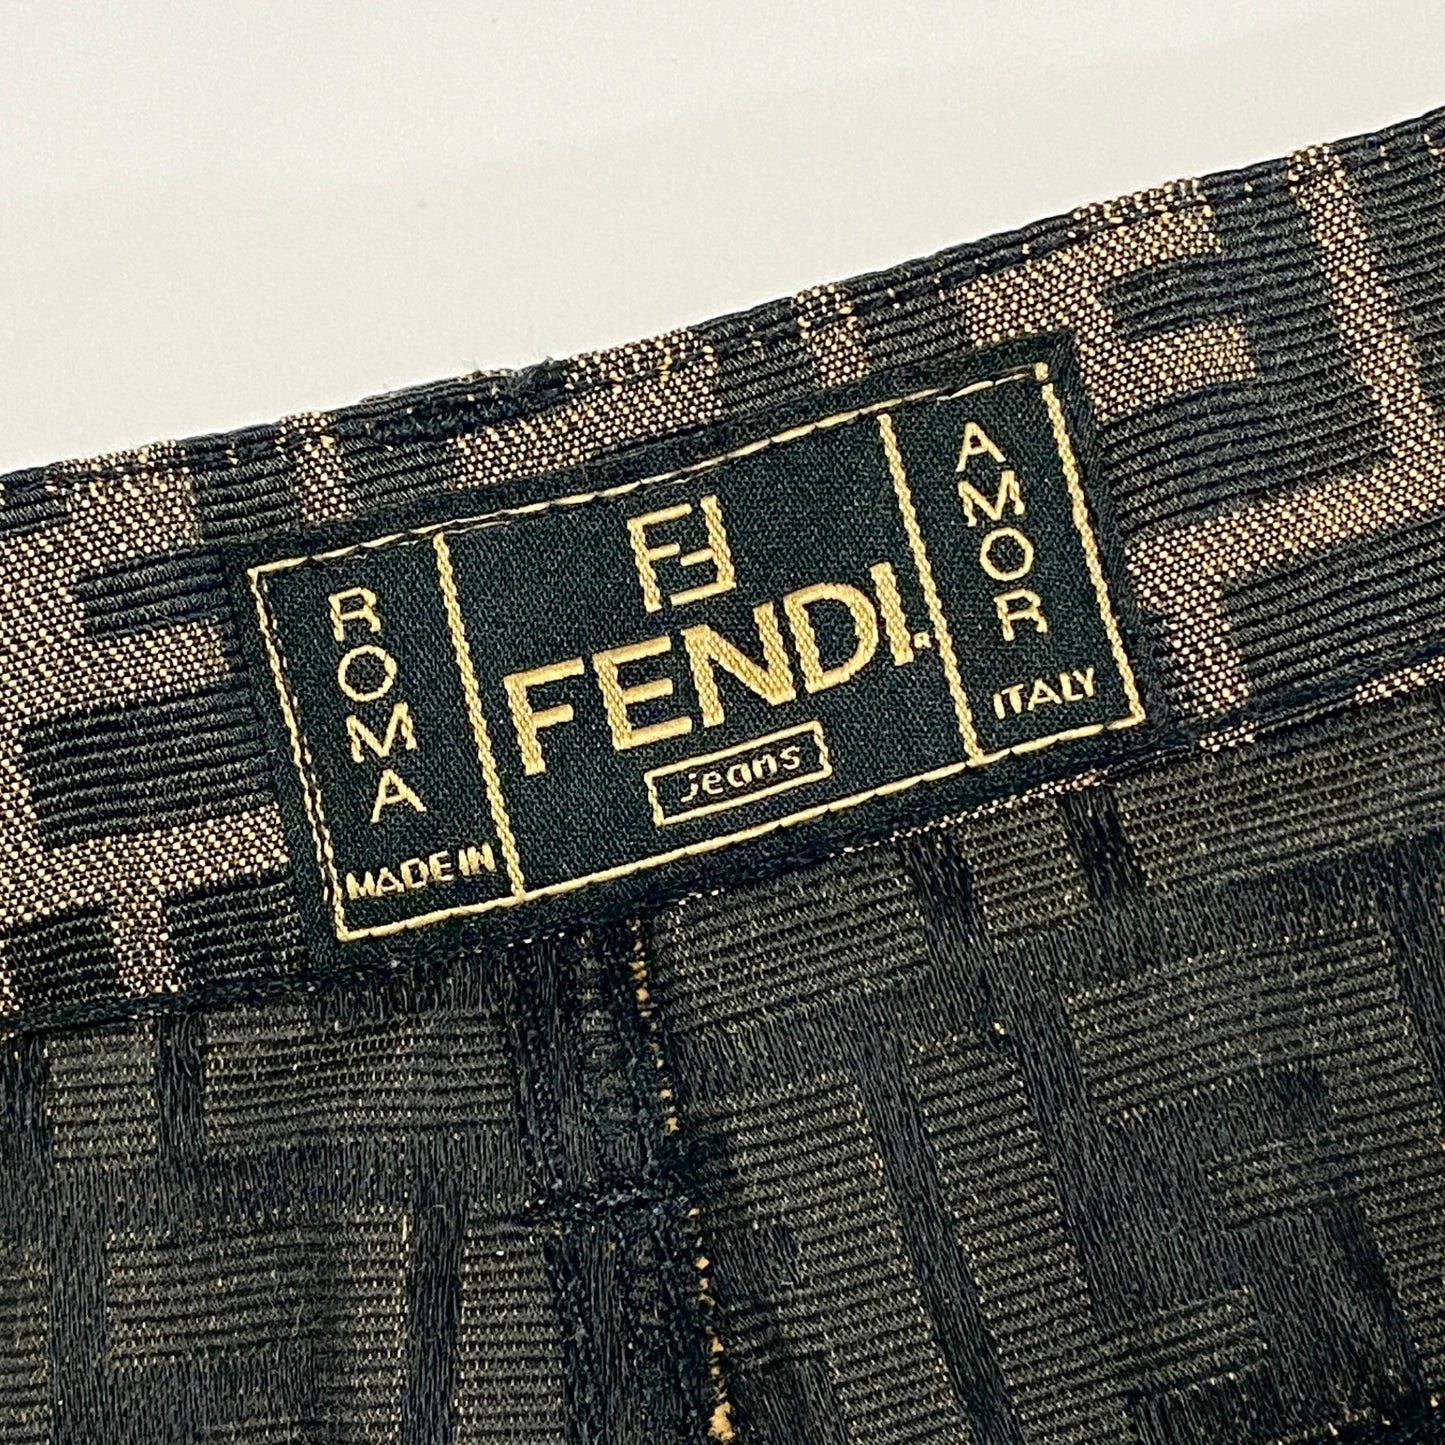 ROMA
MADE IN
FF
FENDI.
jeans
AMOR
ITALY